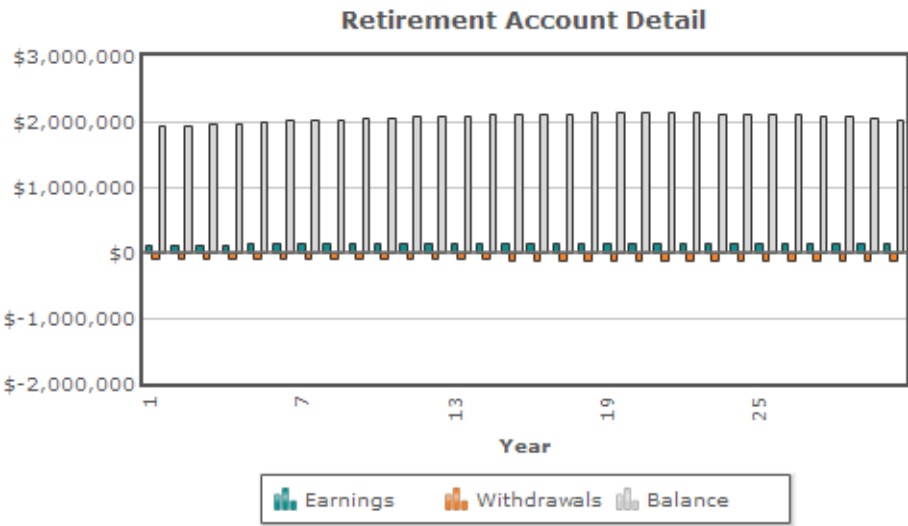 Retirement Account Detail
$3,000,000
$2,000,000
$1,000,000
$0
$-1,000,000
$-2,000,000
1 7 13 19 25
Year
Earnings Withdrawals Balance